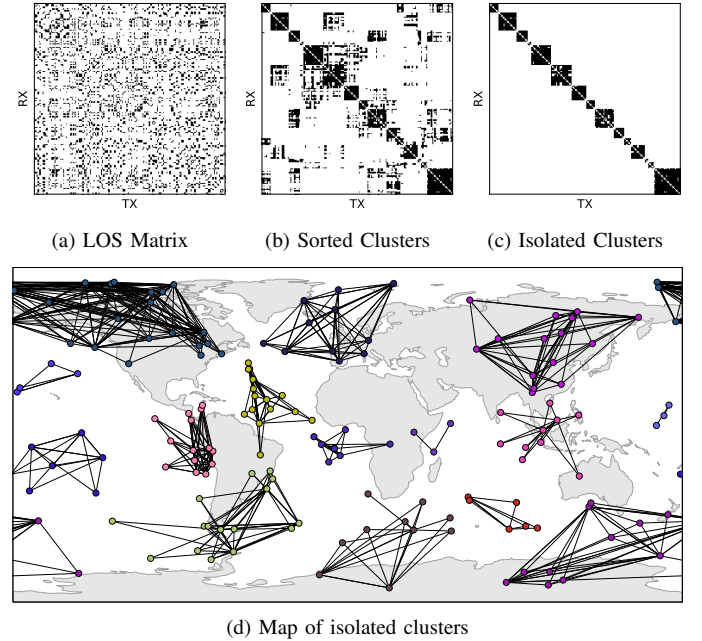 RX
RX
RX
TX
TX
TX
(a) LOS Matrix
(b) Sorted Clusters
(c) Isolated Clusters
(d) Map of isolated clusters